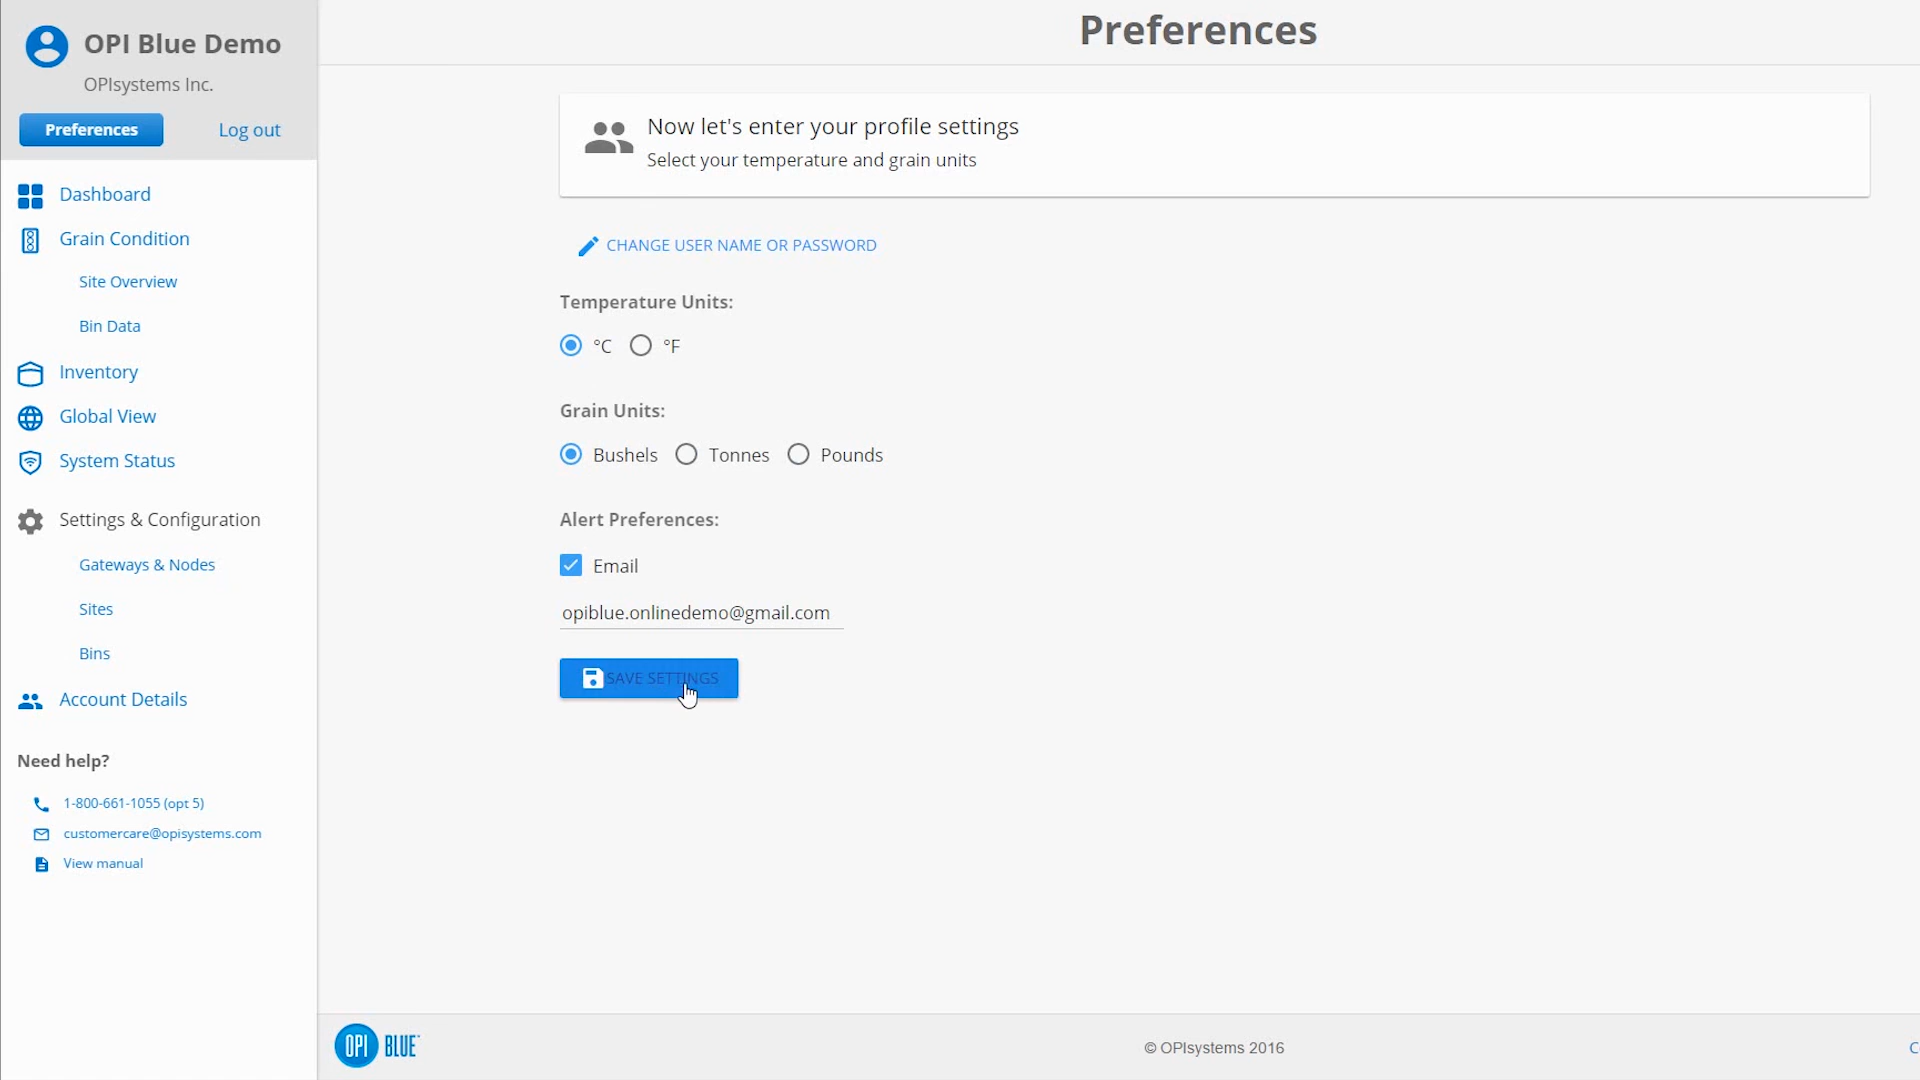 OPI Blue Demo
OPIsystems Inc.
Preferences
Log out
Dashboard
Grain Condition
Site Overview
Bin Data
Inventory
Global View
System Status
Settings & Configuration
Gateways & Nodes
Sites
Bins
Account Details
Need help?
1-800-661-1055 (opt 5)
customercare@opisystems.com
View manual
Preferences
Now let's enter your profile settings
Select your temperature and grain units
CHANGE USER NAME OR PASSWORD
Temperature Units:
°C °F
Grain Units:
Bushels Tonnes Pounds
Alert Preferences:
Email
opiblue.onlinedemo@gmail.com
SAVE SETTINGS
OPI BLUE
© OPIsystems 2016